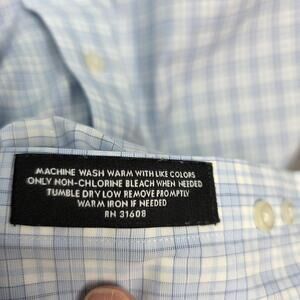 MACHINE WASH WARM WITH LIKE COLORS
ONLY NON-CHLORINE BLEACH WHEN NEEDED
TUMBLE DRY LOW REMOVE PROMPTLY
WARM IRON IF NEEDED
RN 31608